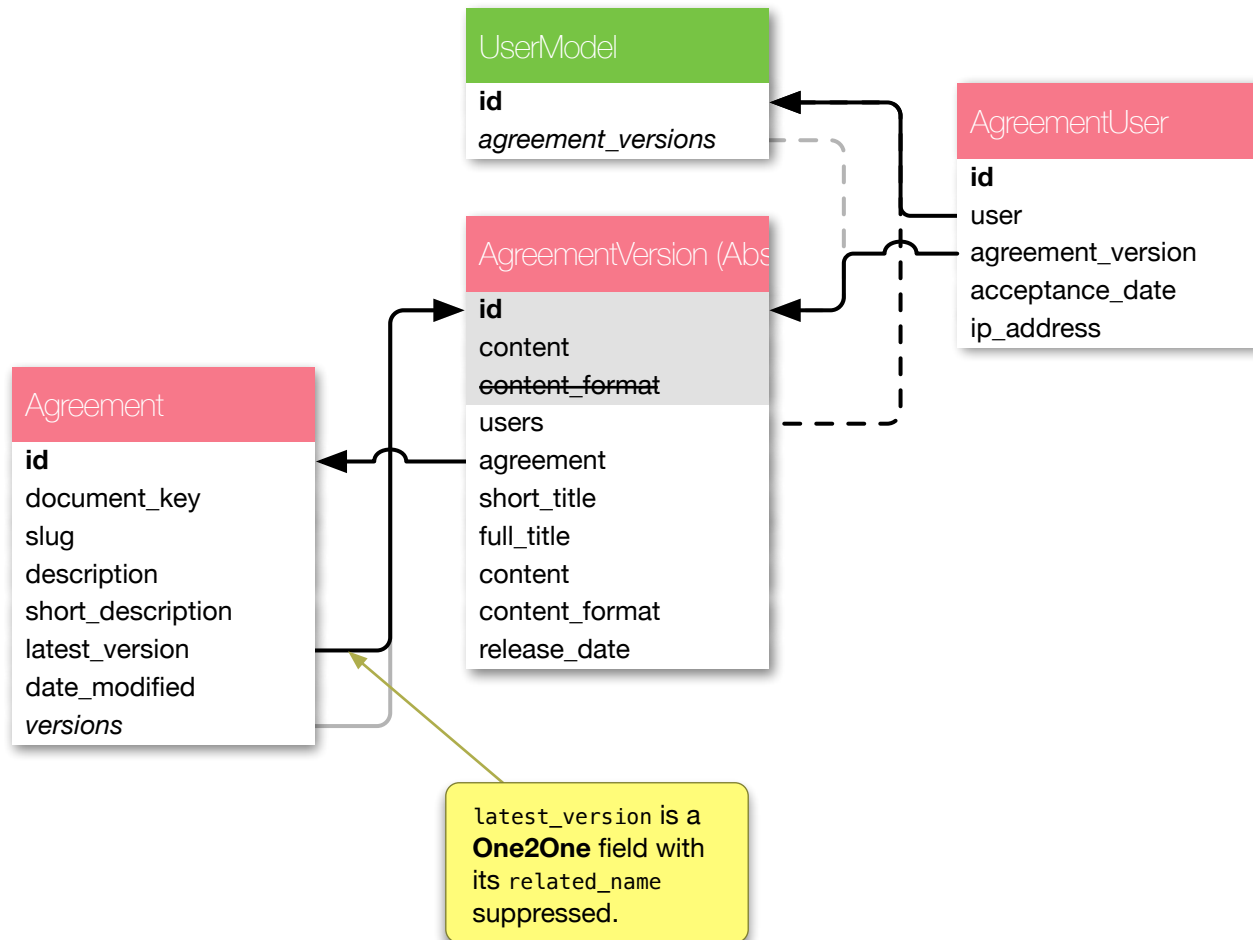 UserModel
id
agreement_versions
AgreementUser
id
user
agreement_version
acceptance_date
ip_address
AgreementVersion (Abs
id
content
content_format
users
agreement
short_title
full_title
content
content_format
release_date
Agreement
id
document_key
slug
description
short_description
latest_version
date_modified
versions
latest_version is a
One2One field with
its related_name
suppressed.